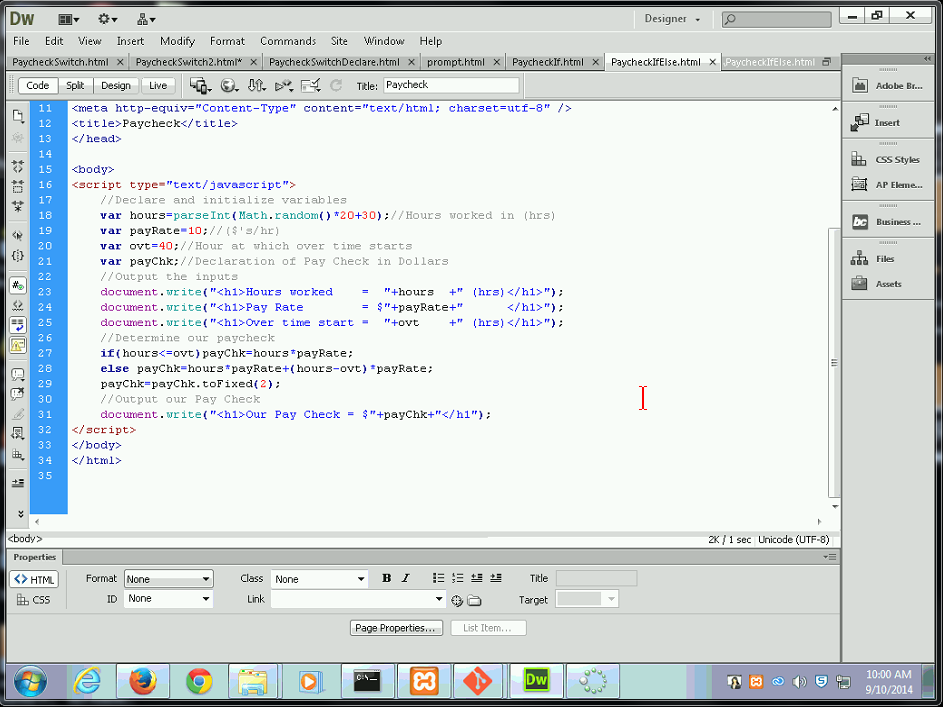 Dw
Designer
File Edit View Insert Modify Format Commands Site Window Help
PaycheckSwitch.html PaycheckSwitch2.html* PaycheckSwitchDeclare.html prompt.html PaycheckIf.html PaycheckIfElse.html PaycheckIfElse.html
Code Split Design Live Title: Paycheck
11 <meta http-equiv="Content-Type" content="text/html; charset=utf-8" />
12 <title>Paycheck</title>
13 </head>
14
15 <body>
16 <script type="text/javascript">
17 //Declare and initialize variables
18 var hours=parseInt(Math.random()*20+30);//Hours worked in (hrs)
19 var payRate=10;//($'s/hr)
20 var ovt=40;//Hour at which over time starts
21 var payChk;//Declaration of Pay Check in Dollars
22 //Output the inputs
23 document.write("<h1>Hours worked    =  "+hours  +" (hrs)</h1>");
24 document.write("<h1>Pay Rate        = $"+payRate+"      </h1>");
25 document.write("<h1>Over time start =  "+ovt    +" (hrs)</h1>");
26 //Determine our paycheck
27 if(hours<=ovt)payChk=hours*payRate;
28 else payChk=hours*payRate+(hours-ovt)*payRate;
29 payChk=payChk.toFixed(2);
30 //Output our Pay Check
31 document.write("<h1>Our Pay Check = $"+payChk+"</h1");
32 </script>
33 </body>
34 </html>
35
<body> 2K / 1 sec Unicode (UTF-8)
Properties
<> HTML Format None Class None B I Title
CSS ID None Link Target
Page Properties... List Item...
Adobe Br...
Insert
CSS Styles
AP Eleme...
bc Business ...
Files
Assets
C:\_
Dw
10:00 AM
9/10/2014